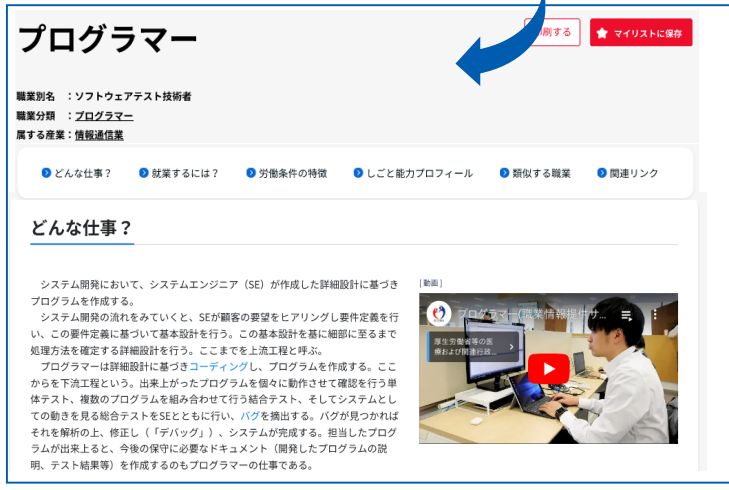 プログラマー
刷する
マイリストに保存
職業別名 ：ソフトウェアテスト技術者
職業分類 ：プログラマー
属する産業：情報通信業
どんな仕事？ 就業するには？ 労働条件の特徴 しごと能力プロフィール 類似する職業 関連リンク
どんな仕事？
システム開発において、システムエンジニア（SE）が作成した詳細設計に基づき
プログラムを作成する。
システム開発の流れをみていくと、SEが顧客の要望をヒアリングし要件定義を行
い、この要件定義に基づいて基本設計を行う。この基本設計を基に細部に至るまで
処理方法を確定する詳細設計を行う。ここまでを上流工程と呼ぶ。
プログラマーは詳細設計に基づきコーディングし、プログラムを作成する。ここ
からを下流工程という。出来上がったプログラムを個々に動作させて確認を行う単
体テスト、複数のプログラムを組み合わせて行う結合テスト、そしてシステムとし
ての動きを見る総合テストをSEとともに行い、バグを摘出する。バグが見つかれば
それを解析の上、修正し（「デバッグ」）、システムが完成する。担当したプログ
ラムが出来上ると、今後の保守に必要なドキュメント（開発したプログラムの説
明、テスト結果等）を作成するのもプログラマーの仕事である。
[ 動画 ]
プログラマー(職業情報提供サ...
厚生労働省等の医
療および関連行政...